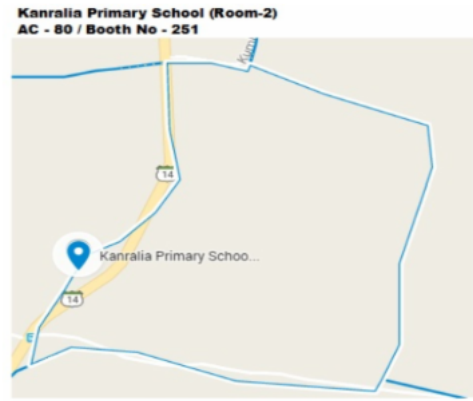 Kanralia Primary School (Room-2)
AC - 80 / Booth No - 251
14
Kanralia Primary Schoo...
14
E